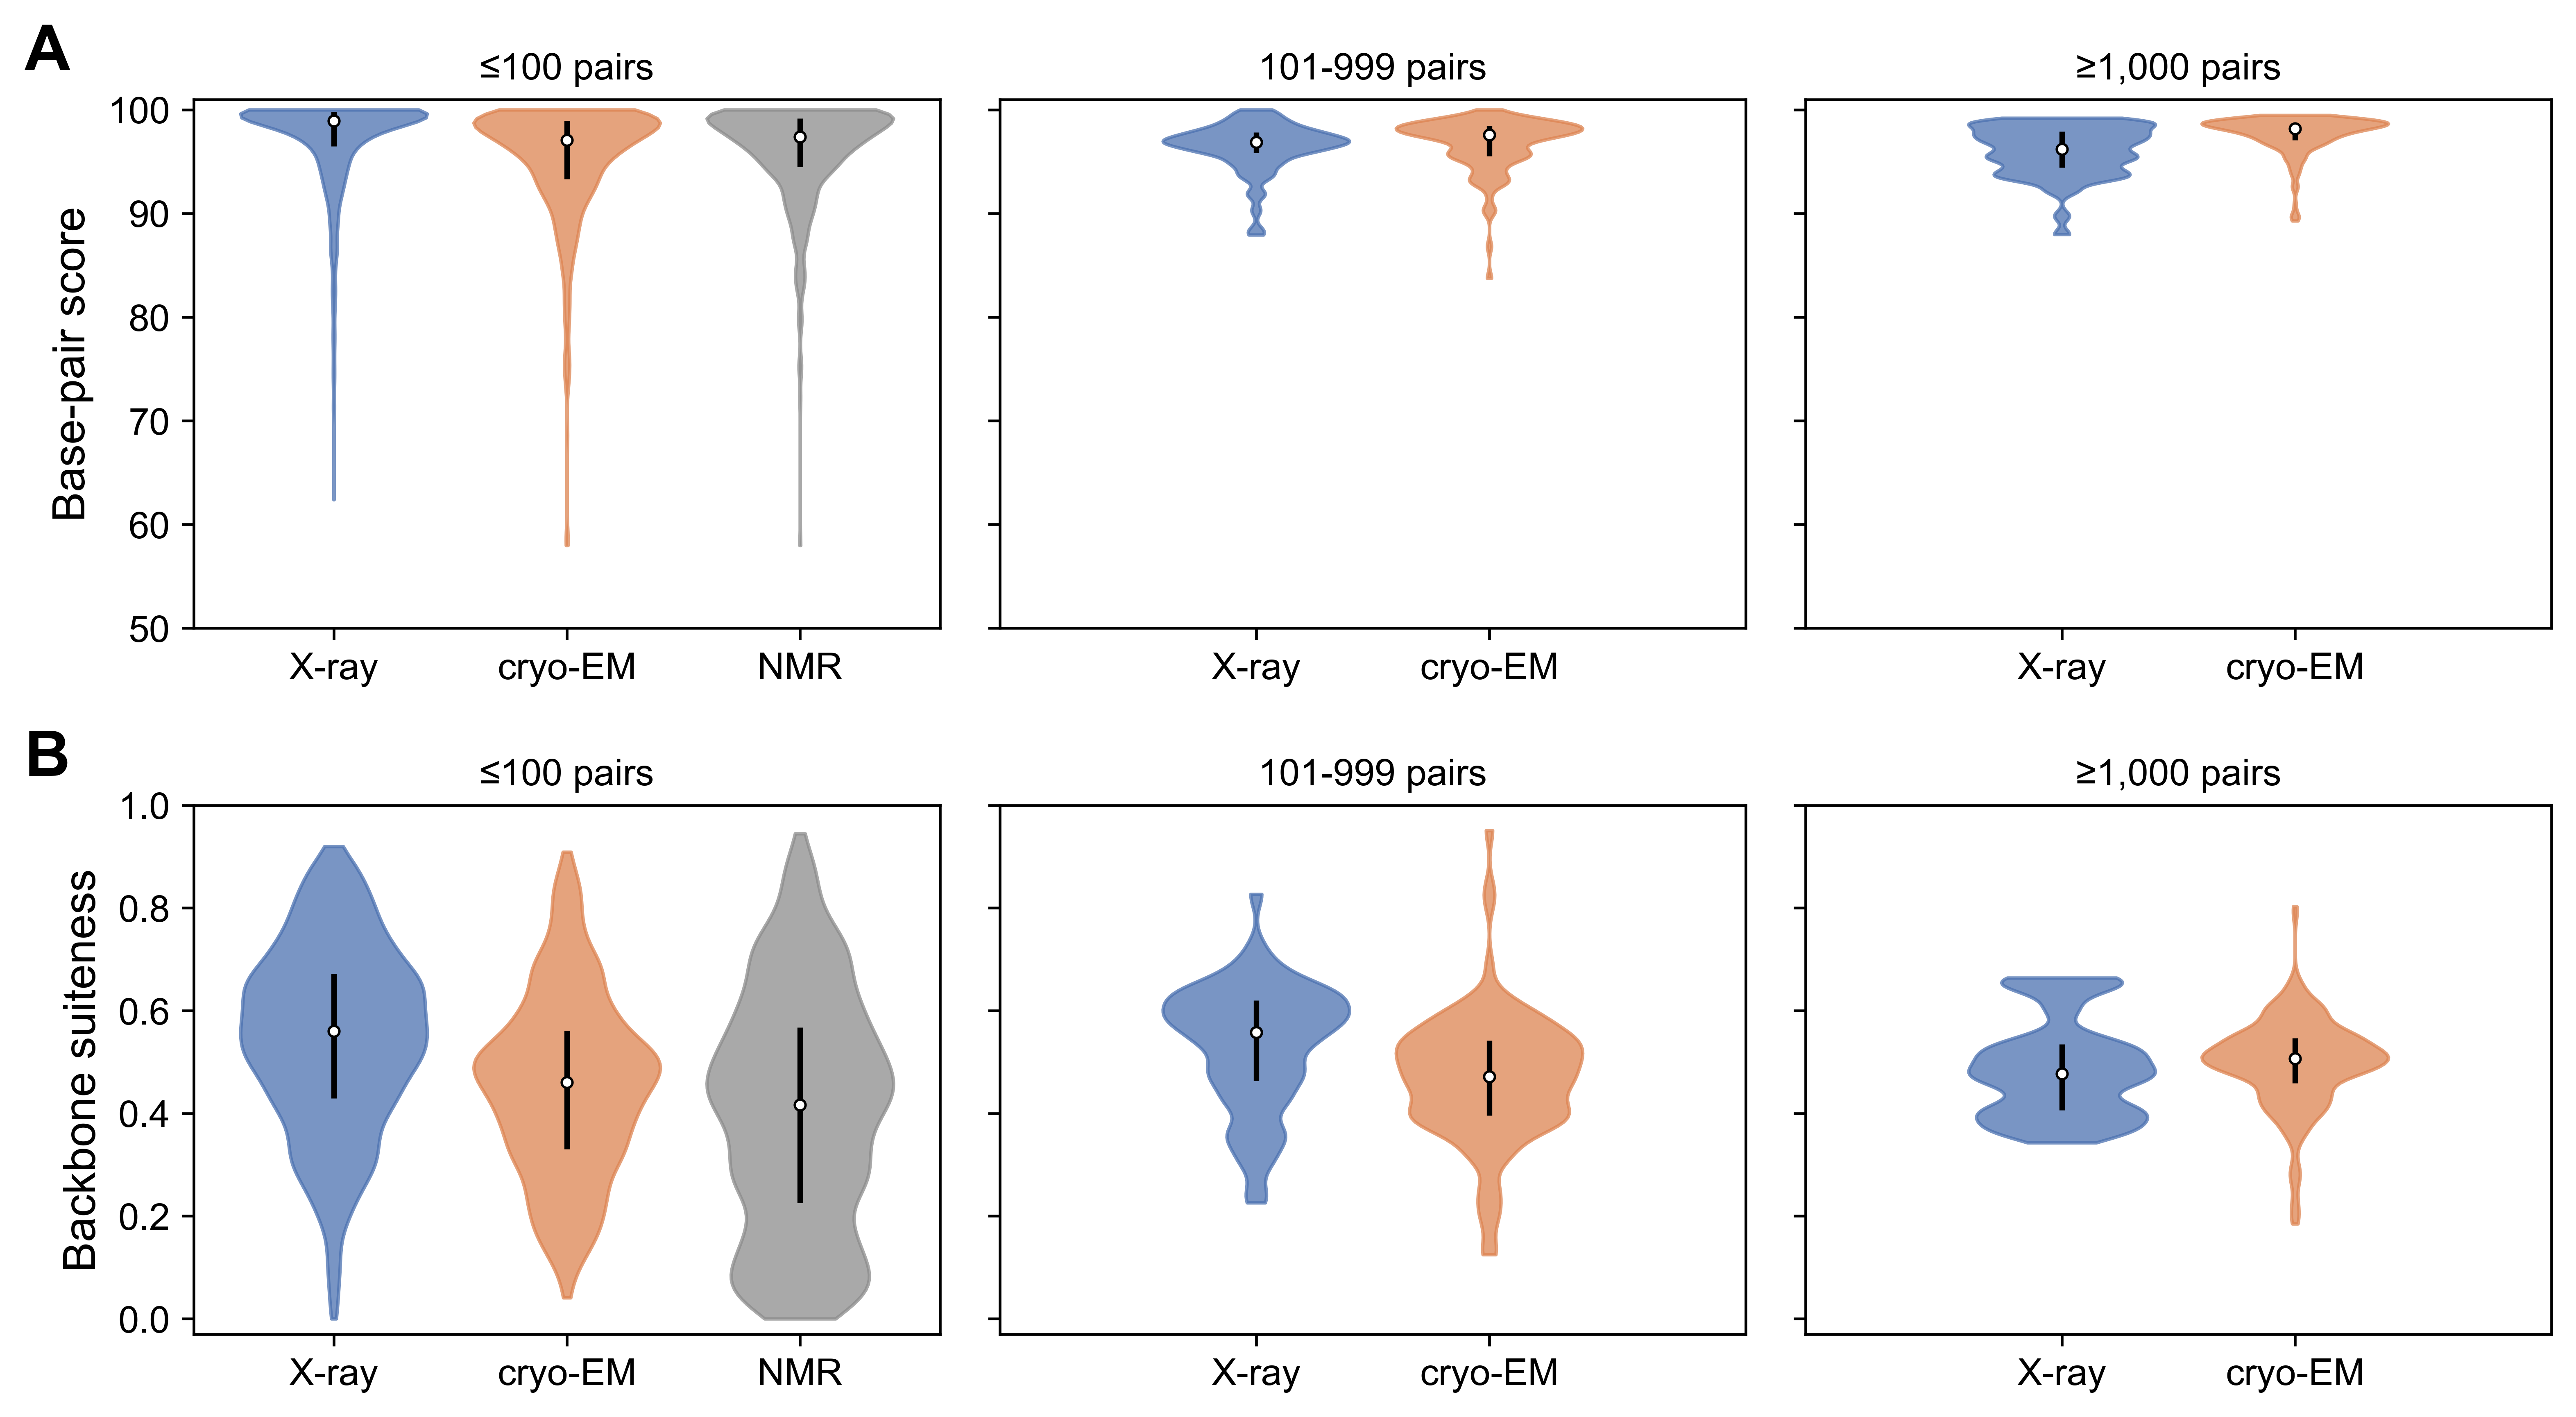 A
≤100 pairs
101-999 pairs
≥1,000 pairs
Base-pair score
100
90
80
70
60
50
X-ray
cryo-EM
NMR
X-ray
cryo-EM
X-ray
cryo-EM
B
≤100 pairs
101-999 pairs
≥1,000 pairs
Backbone suiteness
1.0
0.8
0.6
0.4
0.2
0.0
X-ray
cryo-EM
NMR
X-ray
cryo-EM
X-ray
cryo-EM